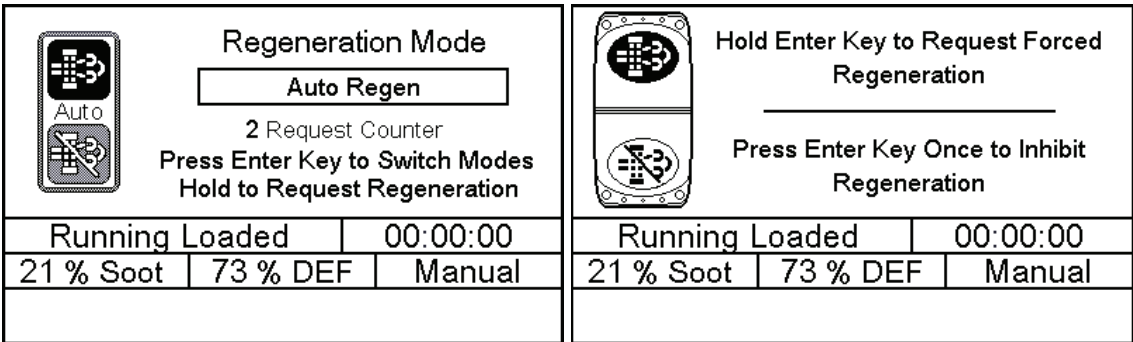 Regeneration Mode
Auto Regen
Auto
2 Request Counter
Press Enter Key to Switch Modes
Hold to Request Regeneration
Running Loaded 00:00:00
21 % Soot 73 % DEF Manual
Hold Enter Key to Request Forced
Regeneration
Press Enter Key Once to Inhibit
Regeneration
Running Loaded 00:00:00
21 % Soot 73 % DEF Manual